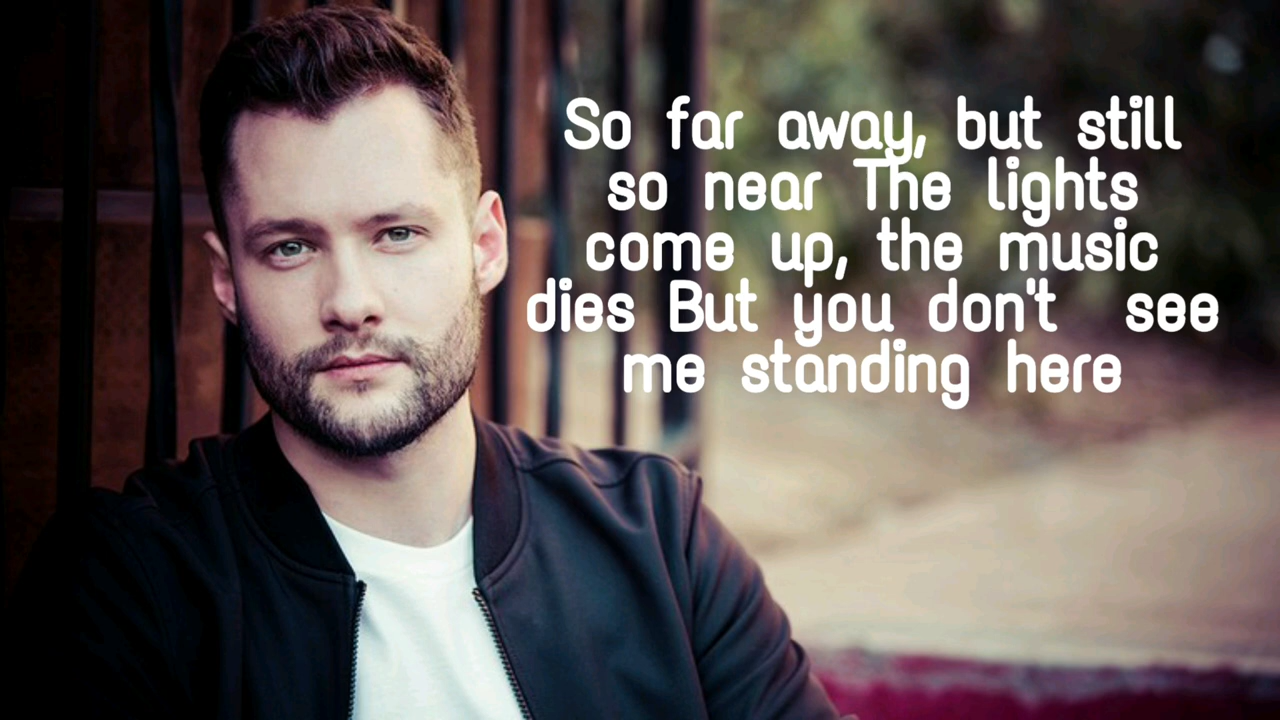 So far away, but still
so near The lights
come up, the music
dies But you don't see
me standing here